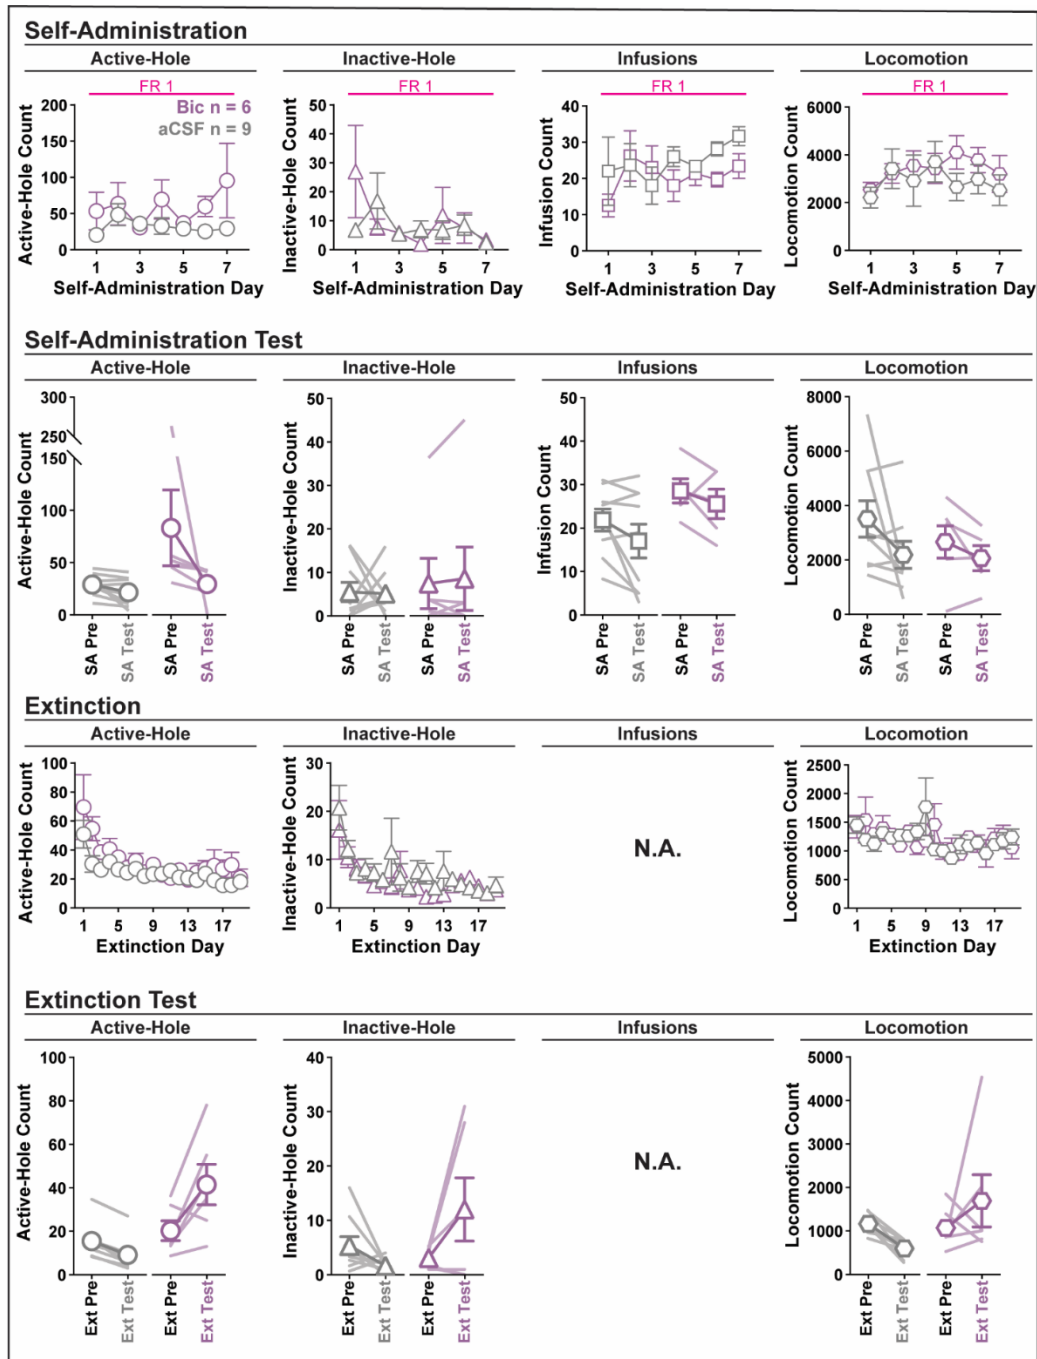 Self-Administration
Active-Hole
Inactive-Hole
Infusions
Locomotion
FR 1
FR 1
FR 1
FR 1
Bic n = 6
aCSF n = 9
Active-Hole Count
200
150
100
50
0
1 3 5 7
Self-Administration Day
Inactive-Hole Count
50
40
30
20
10
0
1 3 5 7
Self-Administration Day
Infusion Count
40
30
20
10
1 3 5 7
Self-Administration Day
Locomotion Count
6000
4000
2000
0
1 3 5 7
Self-Administration Day
Self-Administration Test
Active-Hole
Inactive-Hole
Infusions
Locomotion
Active-Hole Count
300
250
150
100
50
0
SA Pre
SA Test
SA Pre
SA Test
Inactive-Hole Count
50
40
30
20
10
0
SA Pre
SA Test
SA Pre
SA Test
Infusion Count
50
40
30
20
10
0
SA Pre
SA Test
SA Pre
SA Test
Locomotion Count
8000
6000
4000
2000
0
SA Pre
SA Test
SA Pre
SA Test
Extinction
Active-Hole
Inactive-Hole
Infusions
Locomotion
Active-Hole Count
100
80
60
40
20
0
1 5 9 13 17
Extinction Day
Inactive-Hole Count
30
20
10
0
1 5 9 13 17
Extinction Day
N.A.
Locomotion Count
2500
2000
1500
1000
500
0
1 5 9 13 17
Extinction Day
Extinction Test
Active-Hole
Inactive-Hole
Infusions
Locomotion
Active-Hole Count
100
80
60
40
20
0
Ext Pre
Ext Test
Ext Pre
Ext Test
Inactive-Hole Count
40
30
20
10
0
Ext Pre
Ext Test
Ext Pre
Ext Test
N.A.
Locomotion Count
5000
4000
3000
2000
1000
0
Ext Pre
Ext Test
Ext Pre
Ext Test